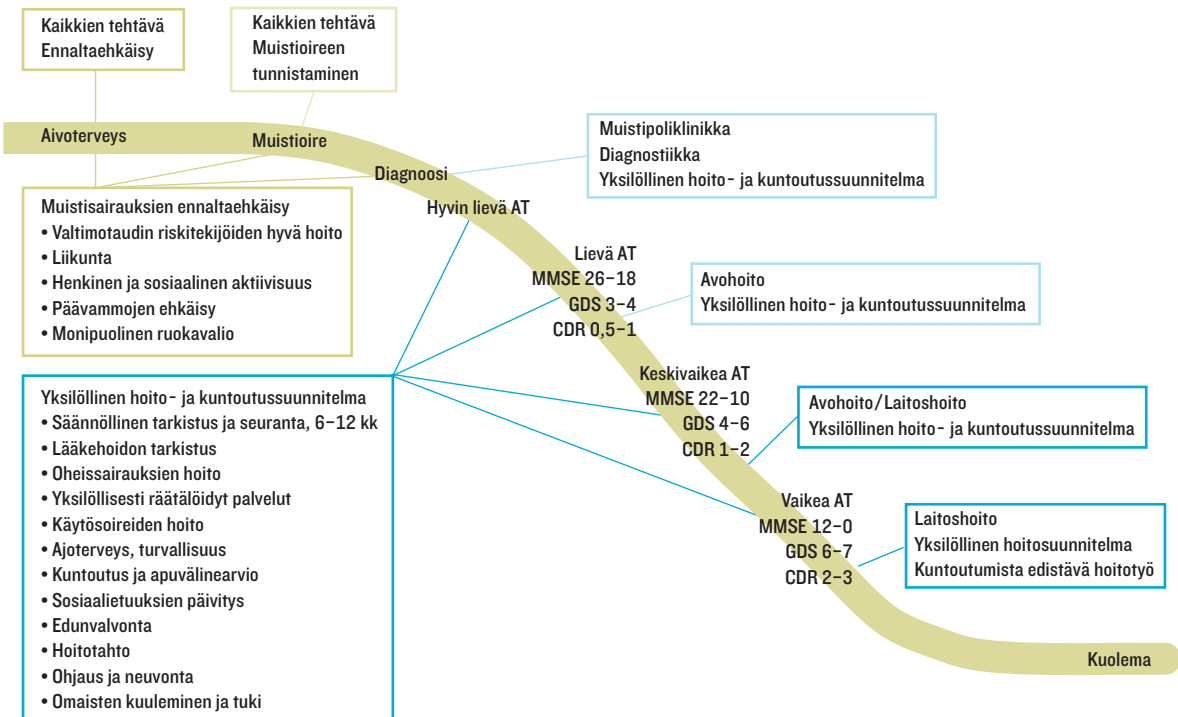 Kaikkien tehtävä
Ennaltaehkäisy
Kaikkien tehtävä
Muistioireen
tunnistaminen
Aivoterveys
Muistioire
Diagnoosi
Muistipoliklinikka
Diagnostiikka
Yksilöllinen hoito- ja kuntoutussuunnitelma
Muistisairauksien ennaltaehkäisy
• Valtimotaudin riskitekijöiden hyvä hoito
• Liikunta
• Henkinen ja sosiaalinen aktiivisuus
• Päävammojen ehkäisy
• Monipuolinen ruokavalio
Hyvin lievä AT
Lievä AT
MMSE 26–18
GDS 3–4
CDR 0,5–1
Avohoito
Yksilöllinen hoito- ja kuntoutussuunnitelma
Keskivaikea AT
MMSE 22–10
GDS 4–6
CDR 1–2
Avohoito/Laitoshoito
Yksilöllinen hoito- ja kuntoutussuunnitelma
Yksilöllinen hoito- ja kuntoutussuunnitelma
• Säännöllinen tarkistus ja seuranta, 6–12 kk
• Lääkehoidon tarkistus
• Oheissairauksien hoito
• Yksilöllisesti räätälöidyt palvelut
• Käytösoireiden hoito
• Ajoterveys, turvallisuus
• Kuntoutus ja apuvälinearvio
• Sosiaalietuuksien päivitys
• Edunvalvonta
• Hoitotahto
• Ohjaus ja neuvonta
• Omaisten kuuleminen ja tuki
Vaikea AT
MMSE 12–0
GDS 6–7
CDR 2–3
Laitoshoito
Yksilöllinen hoitosuunnitelma
Kuntoutumista edistävä hoitotyö
Kuolema